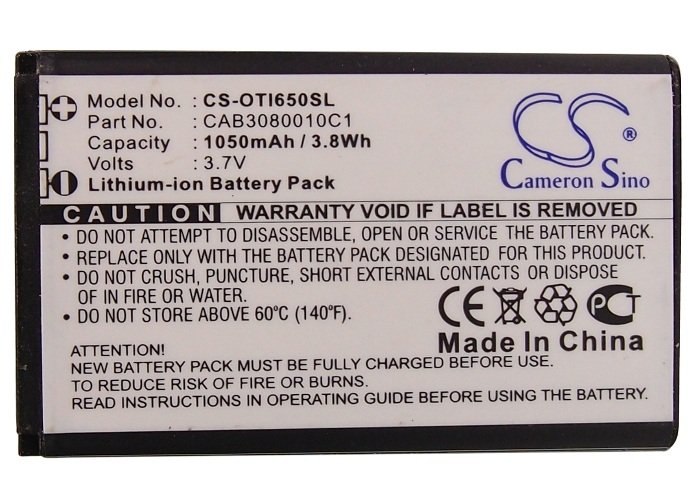 Model No.: CS-OTI650SL
CAB3080010C1
Capacity : 1050mAh / 3.8Wh
Volts : 3.7V
Lithium-ion Battery Pack
CS®
Cameron Sino
CAUTION WARRANTY VOID IF LABEL IS REMOVED
• DO NOT ATTEMPT TO DISASSEMBLE, OPEN OR SERVICE THE BATTERY PACK.
• REPLACE ONLY WITH THE BATTERY PACK DESIGNATED FOR THIS EQUIPMENT.
• DO NOT CRUSH, PUNCTURE, SHORT EXTERNAL CONTACTS OR DISPOSE
OF IN FIRE OR WATER.
• DO NOT STORE ABOVE 60°C (140°F).
CE PCT
Made In China
ATTENTION!
NEW BATTERY PACK MUST BE FULLY CHARGED BEFORE USE. TO
REDUCE RISK OF FIRE OR BURNS.
READ INSTRUCTIONS IN OPERATING GUIDE BEFORE USING THE BATTERY.